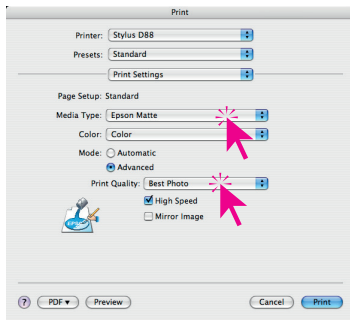 Print
Printer: Stylus D88
Presets: Standard
Print Settings
Page Setup: Standard
Media Type: Epson Matte
Color: Color
Mode: Automatic
Advanced
Print Quality: Best Photo
High Speed
Mirror Image
? PDF ▾ Preview Cancel Print